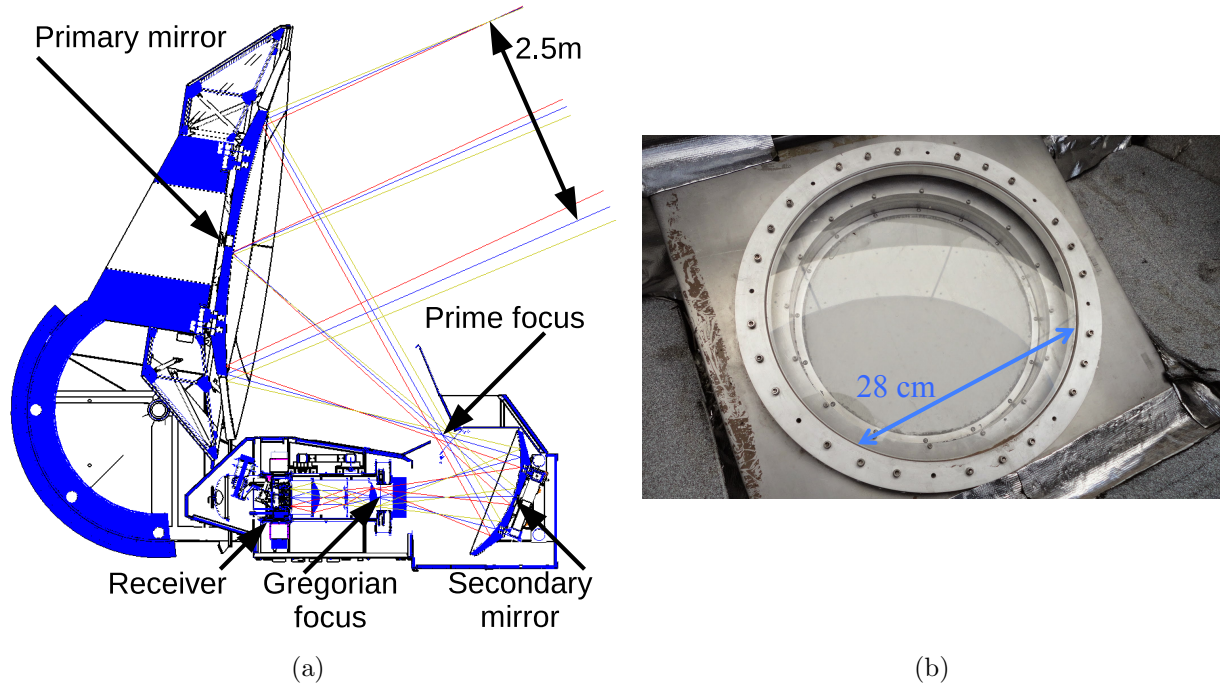 Primary mirror
2.5m
Prime focus
Receiver
Gregorian
focus
Secondary
mirror
(a)
28 cm
(b)